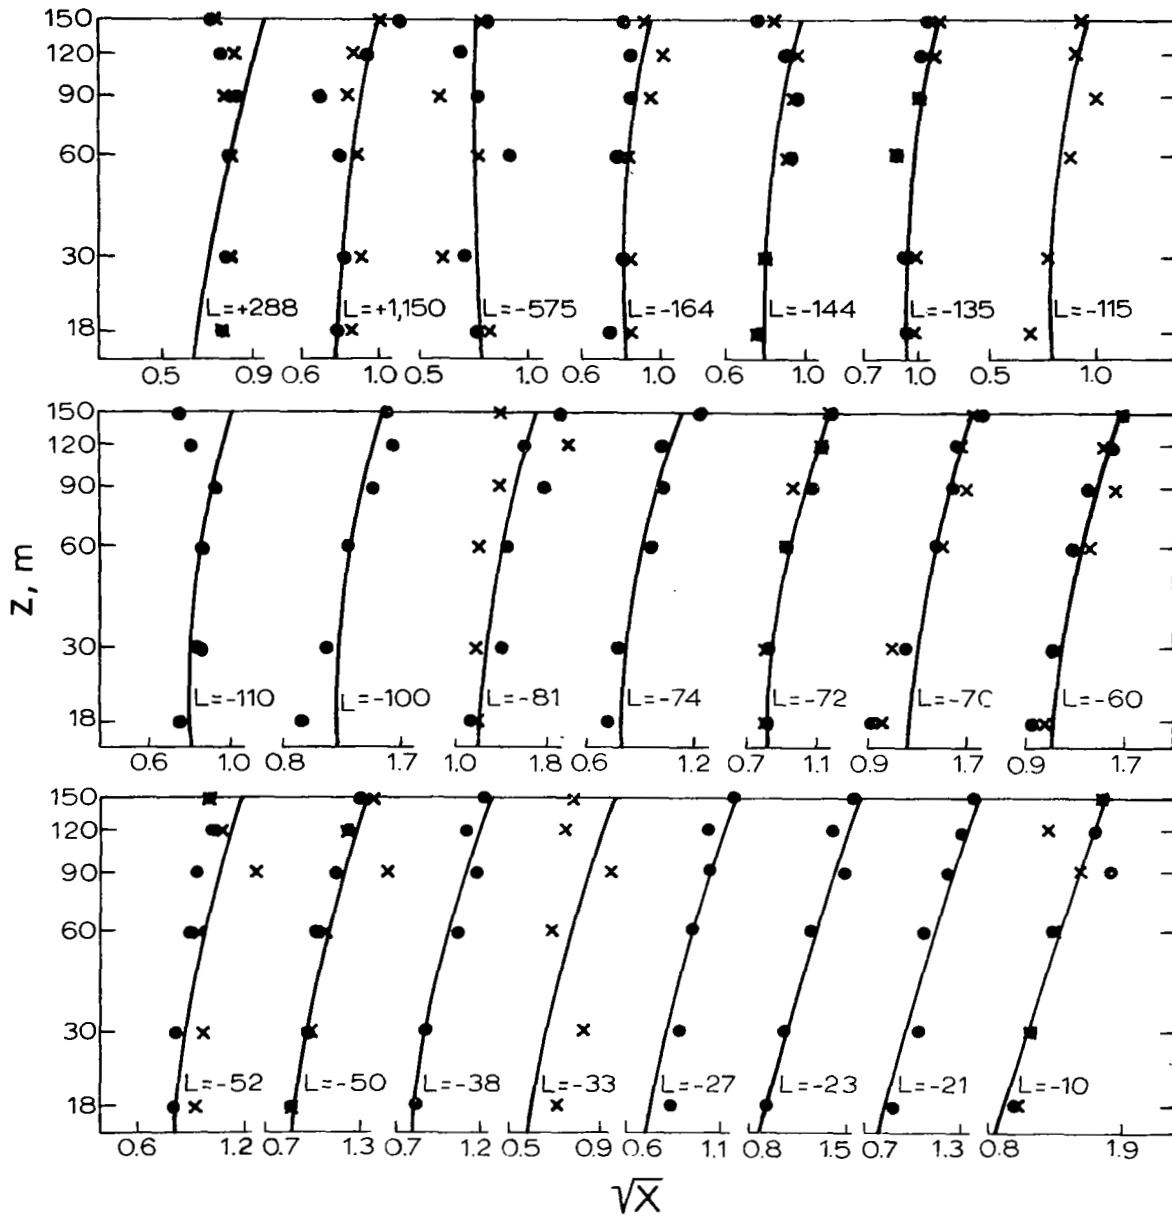 150
120
90
60
30
18
L=+288
L=+1,150
L=-575
L=-164
L=-144
L=-135
L=-115
0.5 0.9 0.6 1.0 0.5 1.0 0.6 1.0 0.6 1.0 0.7 1.0 0.5 1.0
150
120
90
60
30
18
L=-110
L=-100
L=-81
L=-74
L=-72
L=-70
L=-60
0.6 1.0 0.8 1.7 1.0 1.8 0.6 1.2 0.7 1.1 0.9 1.7 0.9 1.7
Z, m
150
120
90
60
30
18
L=-52
L=-50
L=-38
L=-33
L=-27
L=-23
L=-21
L=-10
0.6 1.2 0.7 1.3 0.7 1.2 0.5 0.9 0.6 1.1 0.8 1.5 0.7 1.3 0.8 1.9
√X